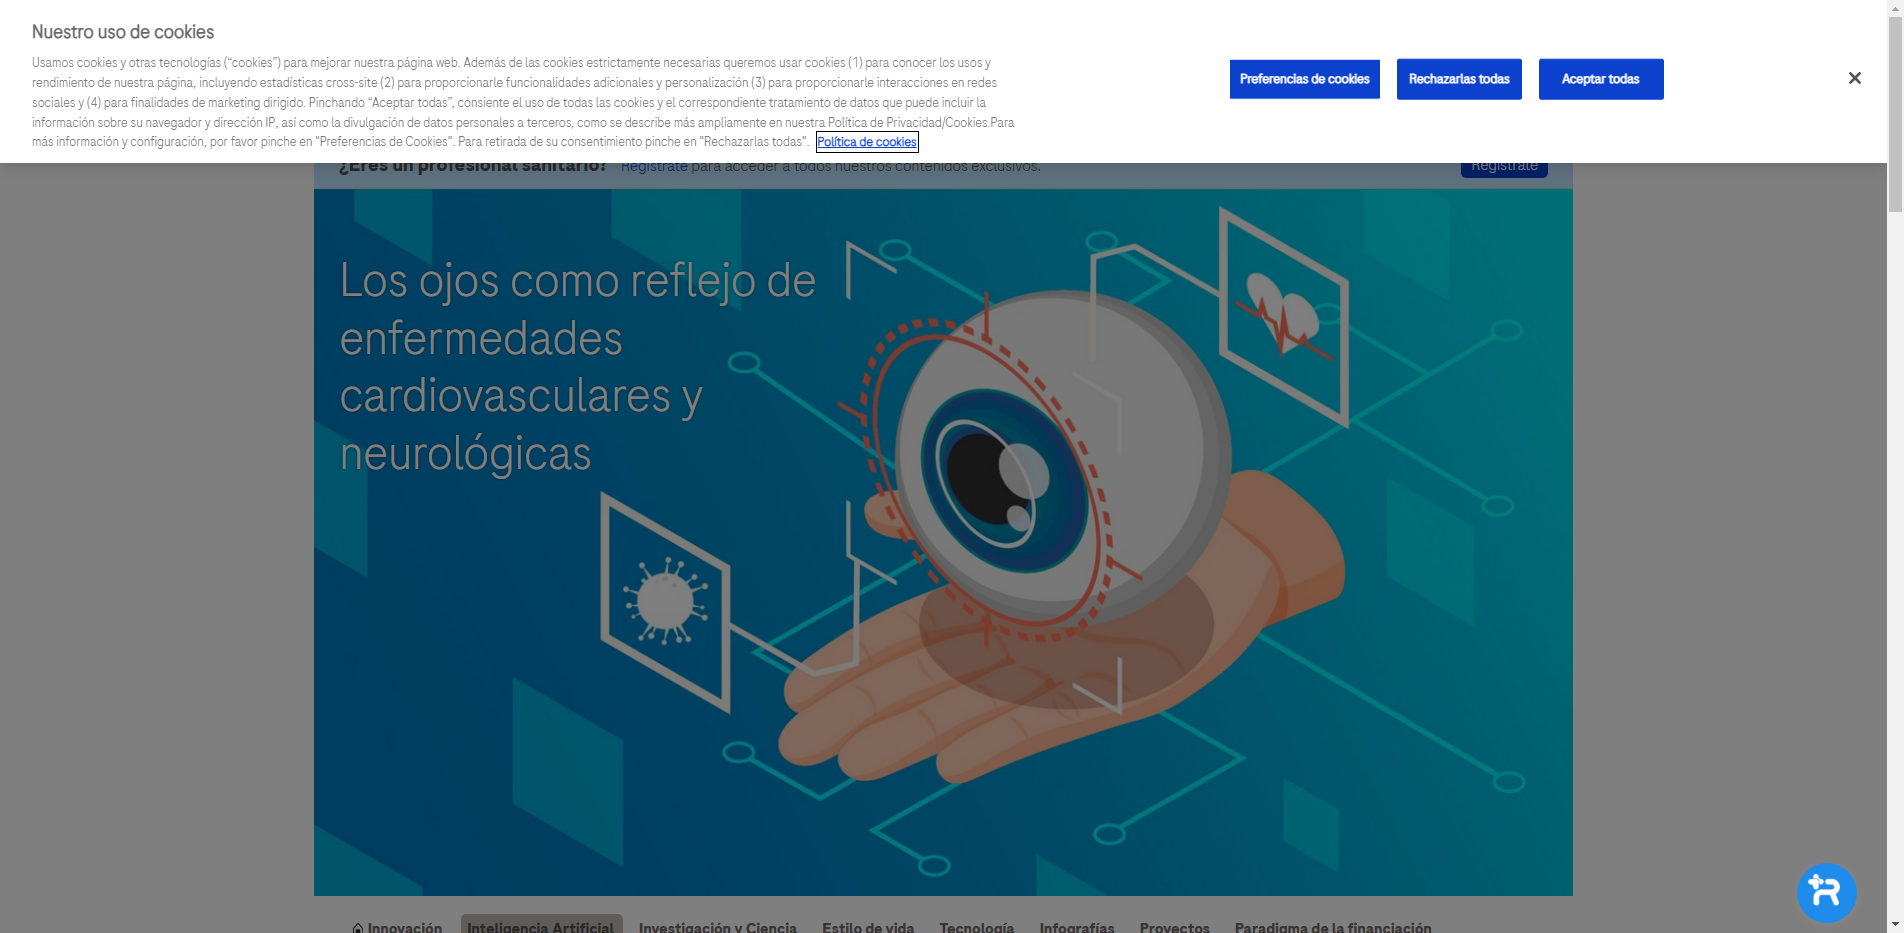 Nuestro uso de cookies
Usamos cookies y otras tecnologías (“cookies”) para mejorar nuestra página web. Además de las cookies estrictamente necesarias queremos usar cookies (1) para conocer los usos y
rendimiento de nuestra página, incluyendo estadísticas cross-site (2) para proporcionarle funcionalidades adicionales y personalización (3) para proporcionarle interacciones en redes
sociales y (4) para finalidades de marketing dirigido. Pinchando “Aceptar todas”, consiente el uso de todas las cookies y el correspondiente tratamiento de datos que puede incluir la
información sobre su navegador y dirección IP, así como la divulgación de datos personales a terceros, como se describe más ampliamente en nuestra Política de Privacidad/Cookies.Para
más información y configuración, por favor pinche en "Preferencias de Cookies". Para retirada de su consentimiento pinche en "Rechazarlas todas". Política de cookies
Preferencias de cookies
Rechazarlas todas
Aceptar todas
¿Eres un profesional sanitario? Regístrate para acceder a todos nuestros contenidos exclusivos.
Regístrate
Los ojos como reflejo de
enfermedades
cardiovasculares y
neurológicas
Innovación
Inteligencia Artificial
Investigación y Ciencia
Estilo de vida
Tecnología
Infografías
Proyectos
Paradigma de la financiación